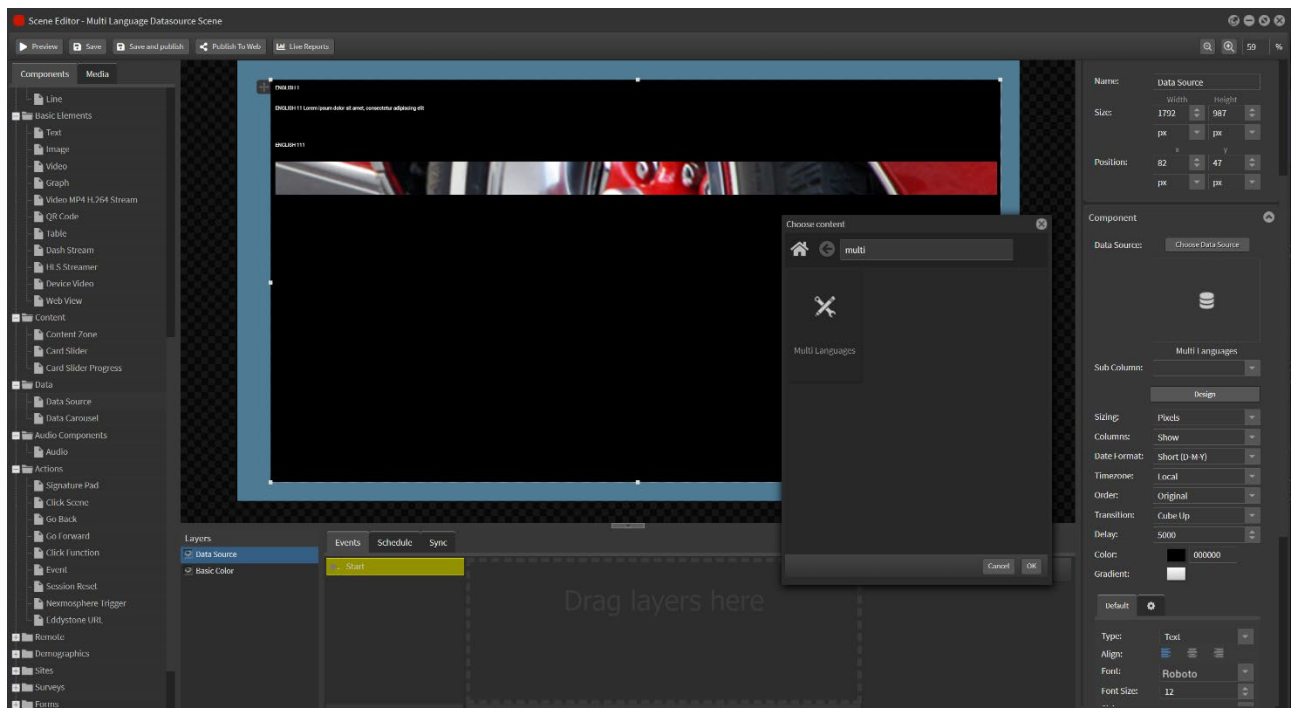 Scene Editor - Multi Language Datasource Scene
Preview Save Save and publish Publish To Web Live Reports 59 %
Components Media
Line
Basic Elements
Text
Image
Video
Graph
Video MP4 H.264 Stream
QR Code
Table
Dash Stream
HLS Streamer
Device Video
Web View
Content
Content Zone
Card Slider
Card Slider Progress
Data
Data Source
Data Carousel
Audio Components
Audio
Actions
Signature Pad
Click Scene
Go Back
Go Forward
Click Function
Event
Session Reset
Nexmosphere Trigger
Eddystone URL
Remote
Demographics
Sites
Surveys
Forms
ENGLISH I I
ENGLISH 111 Lorem ipsum dolor sit amet, consectetur adipiscing elit
ENGLISH 111
Choose content
multi
Multi Languages
Cancel OK
Layers
Data Source
Basic Color
Events Schedule Sync
Start
Drag layers here
Name: Data Source
Width Height
Size: 1792 987
px px
x y
Position: 82 47
px px
Component
Data Source: Choose Data Source
Multi Languages
Sub Column:
Design
Sizing: Pixels
Columns: Show
Date Format: Short (D-M-Y)
Timezone: Local
Order: Original
Transition: Cube Up
Delay: 5000
Color: 000000
Gradient:
Default
Type: Text
Align:
Font: Roboto
Font Size: 12